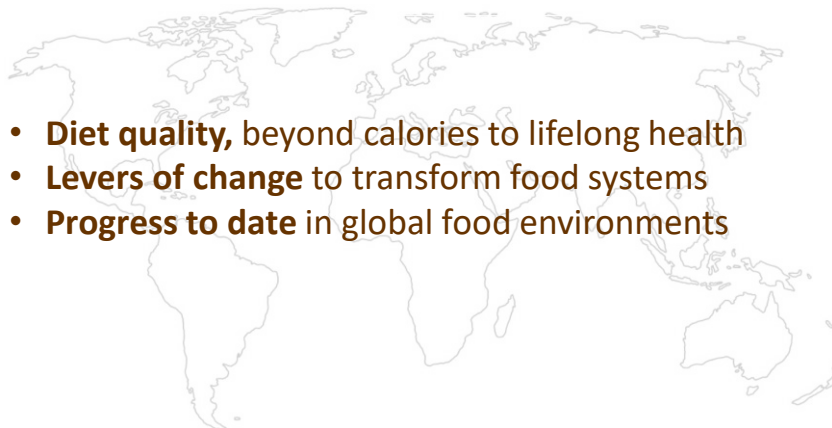 • Diet quality, beyond calories to lifelong health
• Levers of change to transform food systems
• Progress to date in global food environments